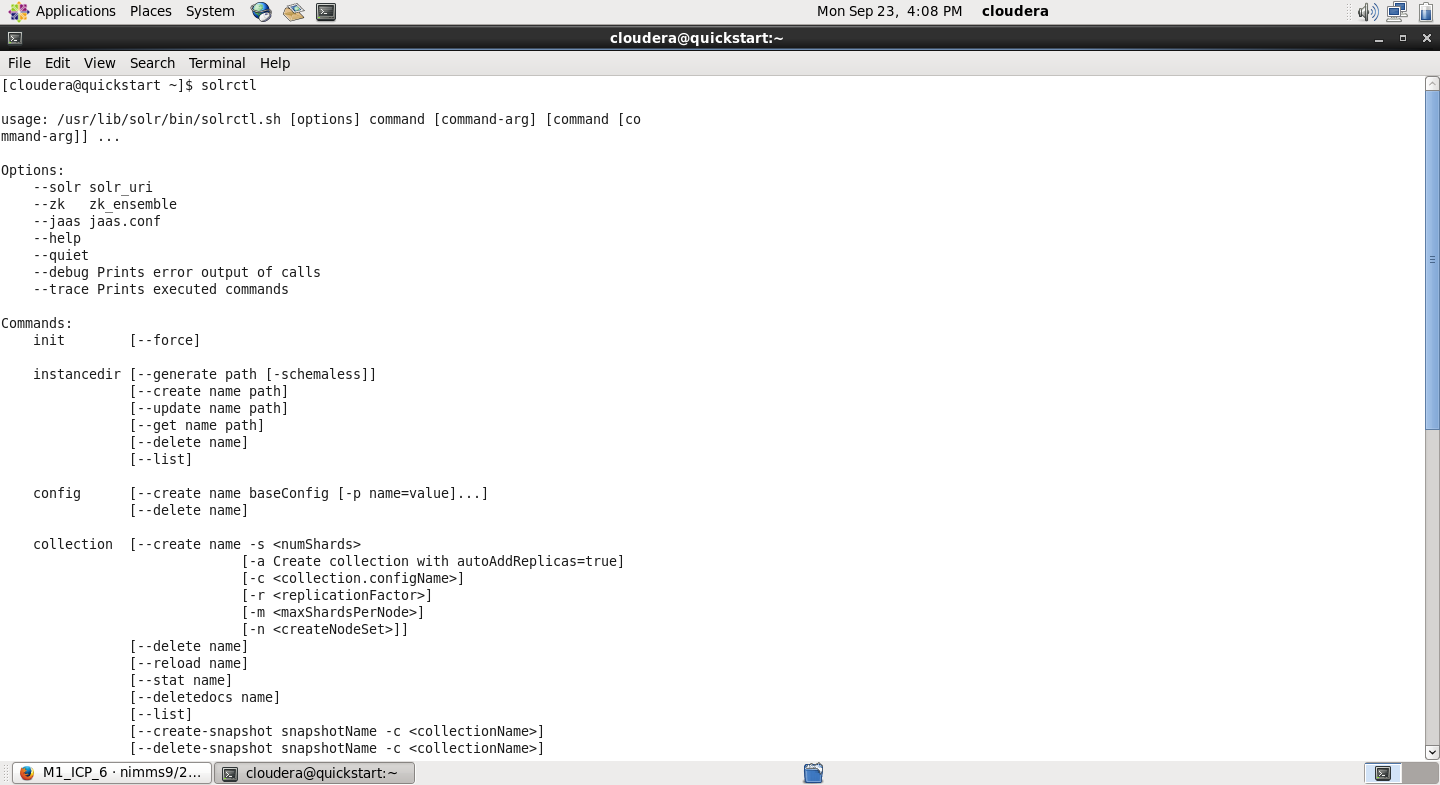 Applications Places System Mon Sep 23, 4:08 PM cloudera
cloudera@quickstart:~
File Edit View Search Terminal Help
[cloudera@quickstart ~]$ solrctl
usage: /usr/lib/solr/bin/solrctl.sh [options] command [command-arg] [command [co
mmand-arg]] ...
Options:
    --solr solr_uri
    --zk   zk_ensemble
    --jaas jaas.conf
    --help
    --quiet
    --debug Prints error output of calls
    --trace Prints executed commands
Commands:
    init        [--force]
    instancedir [--generate path [-schemaless]]
                [--create name path]
                [--update name path]
                [--get name path]
                [--delete name]
                [--list]
    config      [--create name baseConfig [-p name=value]...]
                [--delete name]
    collection  [--create name -s <numShards>
                              [-a Create collection with autoAddReplicas=true]
                              [-c <collection.configName>]
                              [-r <replicationFactor>]
                              [-m <maxShardsPerNode>]
                              [-n <createNodeSet>]]
                [--delete name]
                [--reload name]
                [--stat name]
                [--deletedocs name]
                [--list]
                [--create-snapshot snapshotName -c <collectionName>]
                [--delete-snapshot snapshotName -c <collectionName>]
M1_ICP_6 · nimms9/2... cloudera@quickstart:~